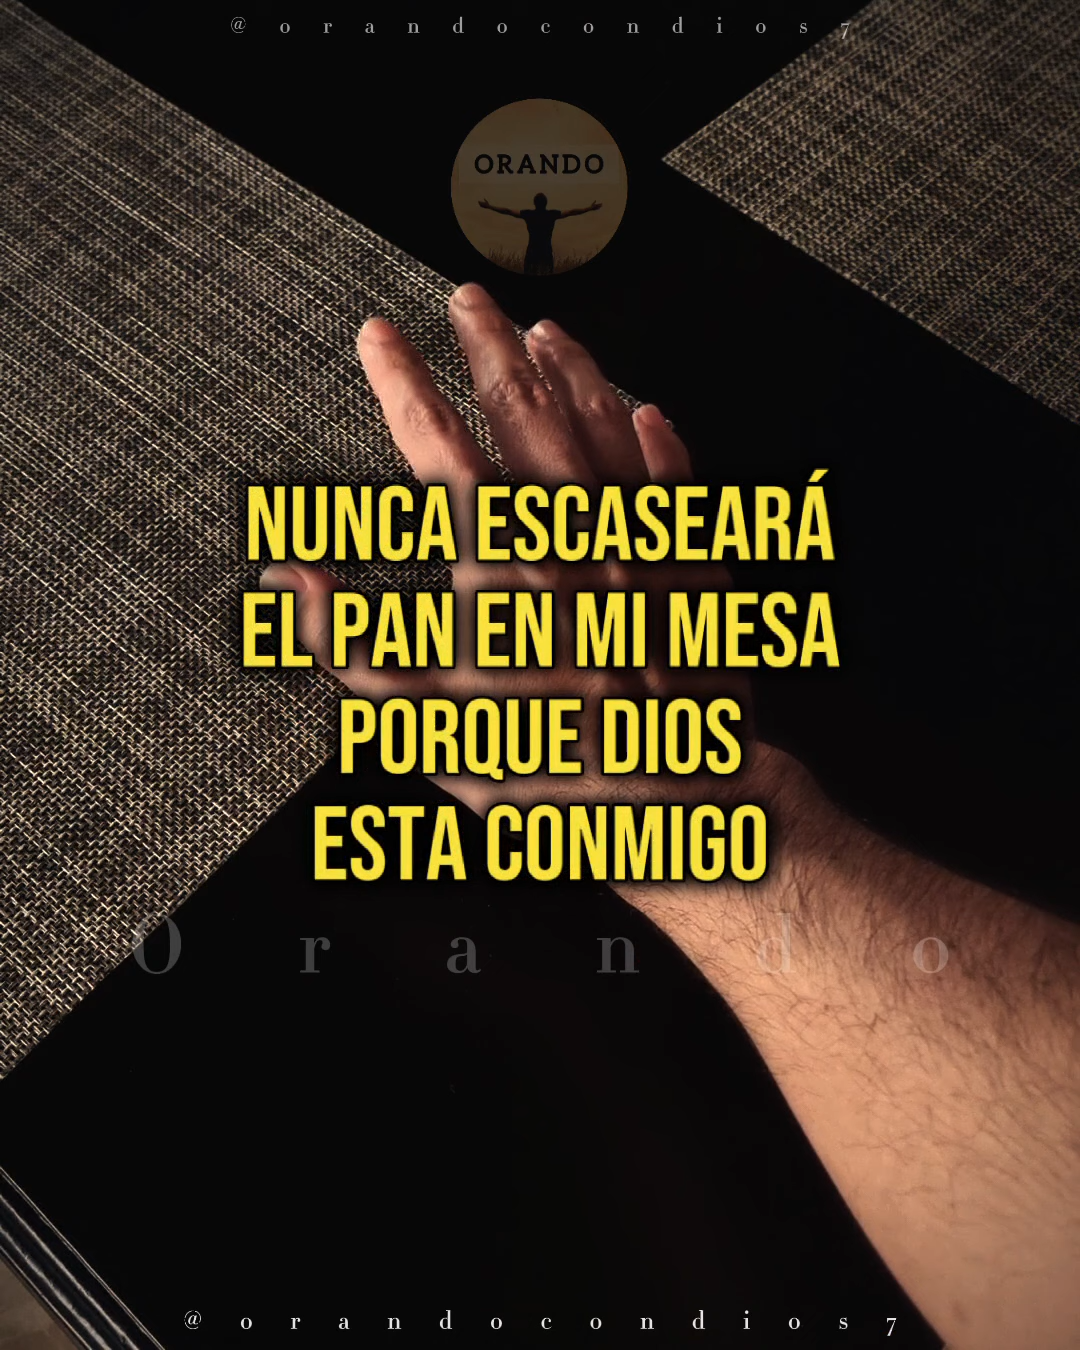 @orandocondios7
ORANDO
NUNCA ESCASEARÁ
EL PAN EN MI MESA
PORQUE DIOS
ESTA CONMIGO
Orando
@orandocondios7